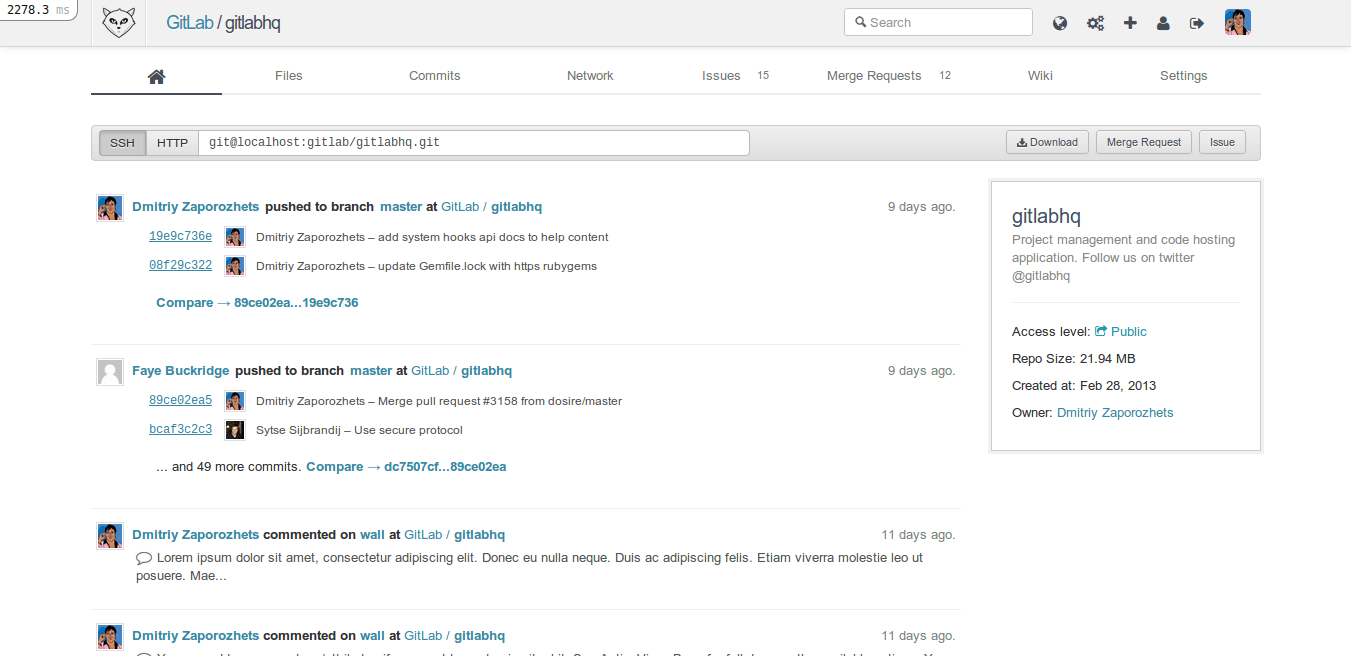 2278.3 ms
GitLab / gitlabhq
Search
Files Commits Network Issues 15 Merge Requests 12 Wiki Settings
SSH HTTP git@localhost:gitlab/gitlabhq.git Download Merge Request Issue
Dmitriy Zaporozhets pushed to branch master at GitLab / gitlabhq 9 days ago.
19e9c736e Dmitriy Zaporozhets – add system hooks api docs to help content
08f29c322 Dmitriy Zaporozhets – update Gemfile.lock with https rubygems
Compare → 89ce02ea...19e9c736
Faye Buckridge pushed to branch master at GitLab / gitlabhq 9 days ago.
89ce02ea5 Dmitriy Zaporozhets – Merge pull request #3158 from dosire/master
bcaf3c2c3 Sytse Sijbrandij – Use secure protocol
... and 49 more commits. Compare → dc7507cf...89ce02ea
Dmitriy Zaporozhets commented on wall at GitLab / gitlabhq 11 days ago.
Lorem ipsum dolor sit amet, consectetur adipiscing elit. Donec eu nulla neque. Duis ac adipiscing felis. Etiam viverra molestie leo ut
posuere. Mae...
Dmitriy Zaporozhets commented on wall at GitLab / gitlabhq 11 days ago.
gitlabhq
Project management and code hosting
application. Follow us on twitter
@gitlabhq
Access level: Public
Repo Size: 21.94 MB
Created at: Feb 28, 2013
Owner: Dmitriy Zaporozhets